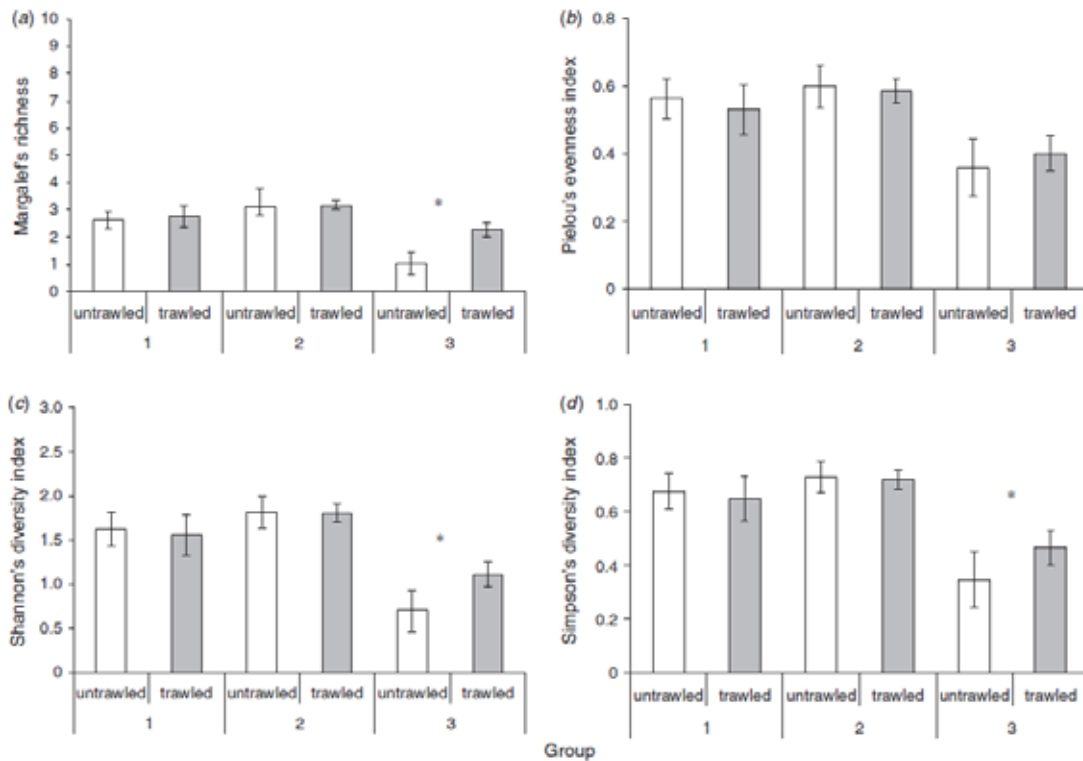 (a)
10
9
8
7
6
5
4
3
2
1
0
Margalef's richness
*
untrawled trawled untrawled trawled untrawled trawled
1 2 3
(b)
0.8
0.6
0.4
0.2
0
Pielou's evenness index
untrawled trawled untrawled trawled untrawled trawled
1 2 3
(c)
3.0
2.5
2.0
1.5
1.0
0.5
0
Shannon's diversity index
*
untrawled trawled untrawled trawled untrawled trawled
1 2 3
(d)
1.0
0.8
0.6
0.4
0.2
0
Simpson's diversity index
*
untrawled trawled untrawled trawled untrawled trawled
1 2 3
Group